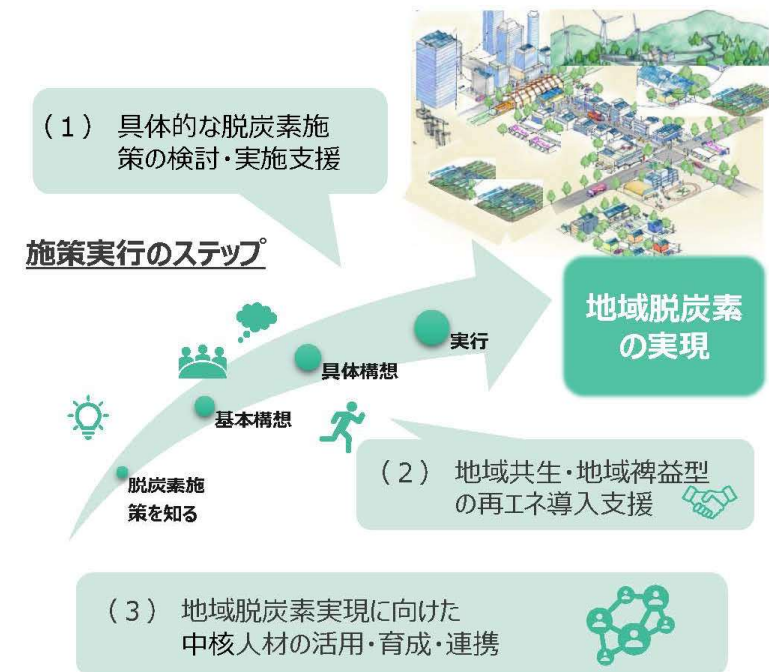 （１） 具体的な脱炭素施
策の検討・実施支援
施策実行のステップ
地域脱炭素
の実現
実行
具体構想
基本構想
脱炭素施
策を知る
（２） 地域共生・地域裨益型
の再エネ導入支援
（３） 地域脱炭素実現に向けた
中核人材の活用・育成・連携